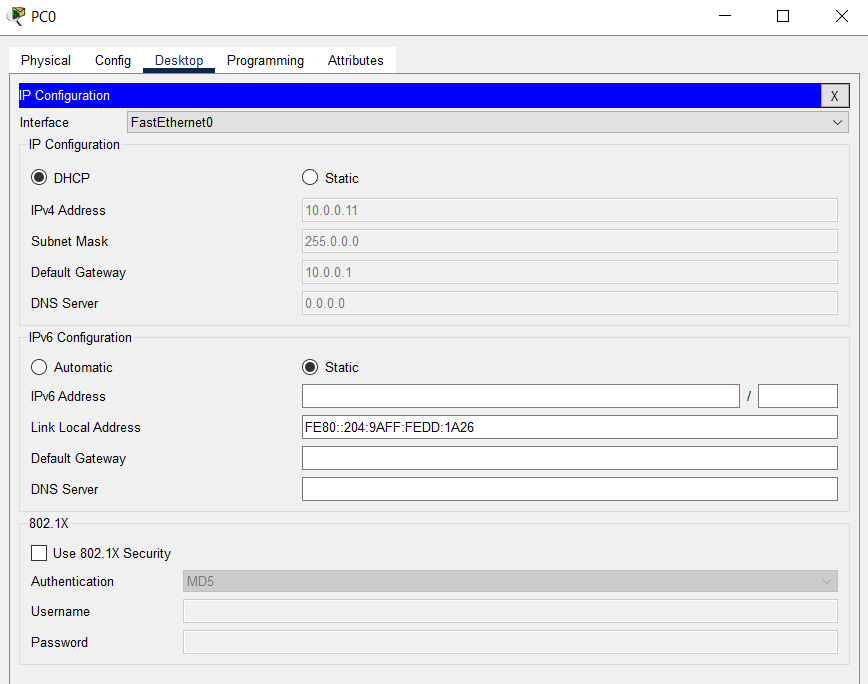 PC0
Physical Config Desktop Programming Attributes
IP Configuration X
Interface FastEthernet0
IP Configuration
DHCP Static
IPv4 Address 10.0.0.11
Subnet Mask 255.0.0.0
Default Gateway 10.0.0.1
DNS Server 0.0.0.0
IPv6 Configuration
Automatic Static
IPv6 Address /
Link Local Address FE80::204:9AFF:FEDD:1A26
Default Gateway
DNS Server
802.1X
Use 802.1X Security
Authentication MD5
Username
Password